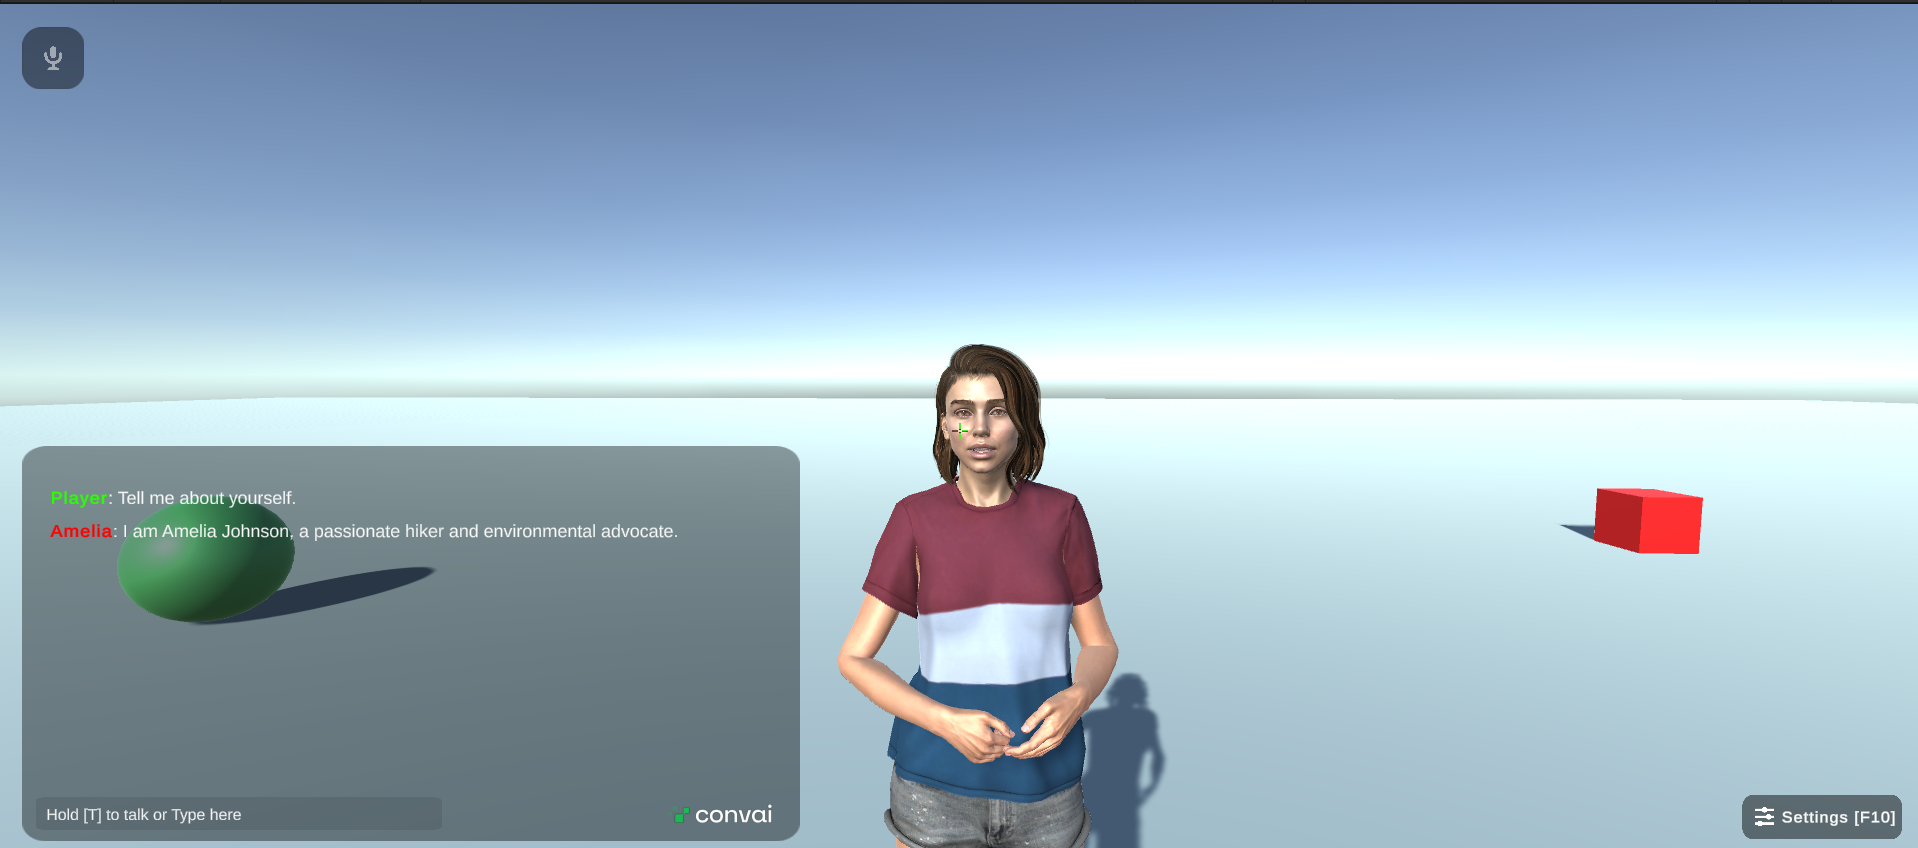 Player: Tell me about yourself.
Amelia: I am Amelia Johnson, a passionate hiker and environmental advocate.
Hold [T] to talk or Type here
convai
Settings [F10]